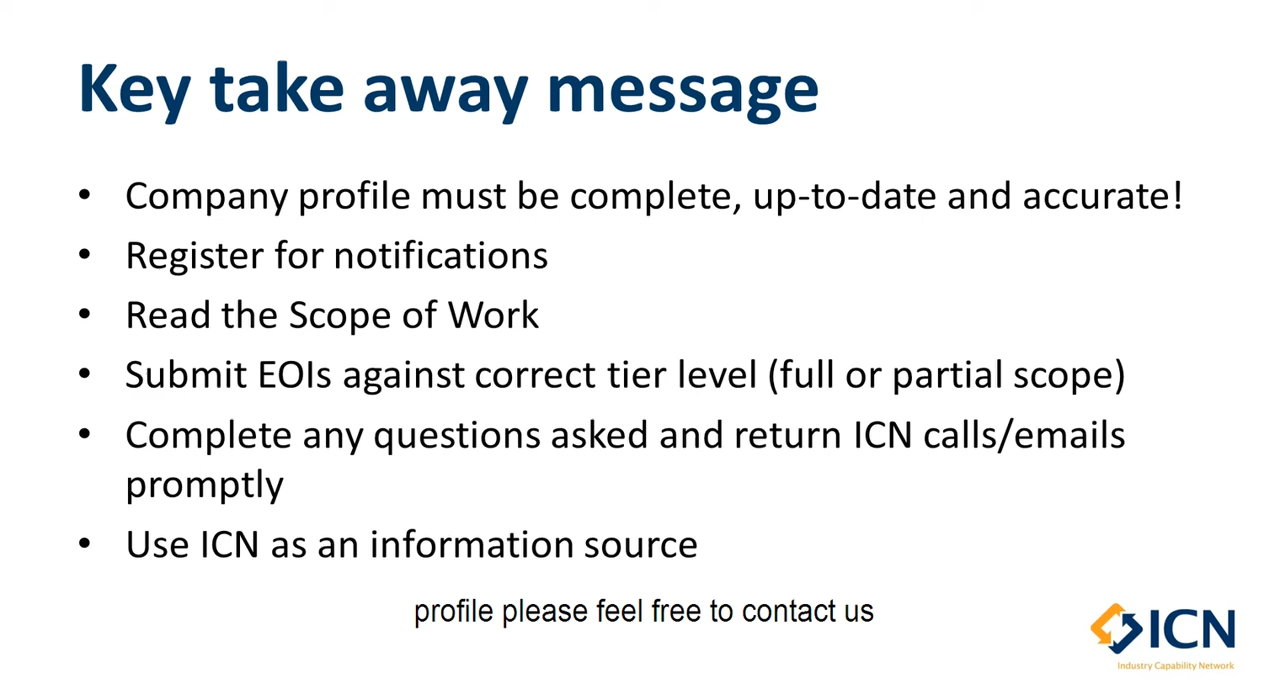 Key take away message
• Company profile must be complete, up-to-date and accurate!
• Register for notifications
• Read the Scope of Work
• Submit EOIs against correct tier level (full or partial scope)
• Complete any questions asked and return ICN calls/emails
promptly
• Use ICN as an information source
profile please feel free to contact us
ICN
Industry Capability Network